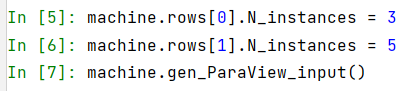 In [5]: machine.rows[0].N_instances = 3
In [6]: machine.rows[1].N_instances = 5
In [7]: machine.gen_ParaView_input()